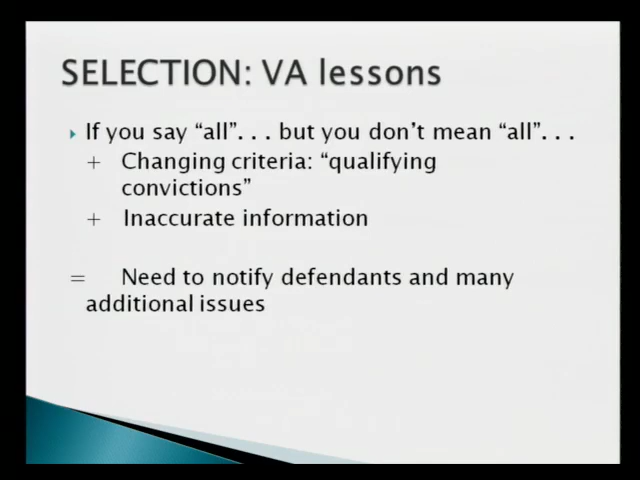 SELECTION: VA lessons
If you say “all”. . . but you don’t mean “all”. . .
+ Changing criteria: “qualifying
convictions”
+ Inaccurate information
= Need to notify defendants and many
additional issues